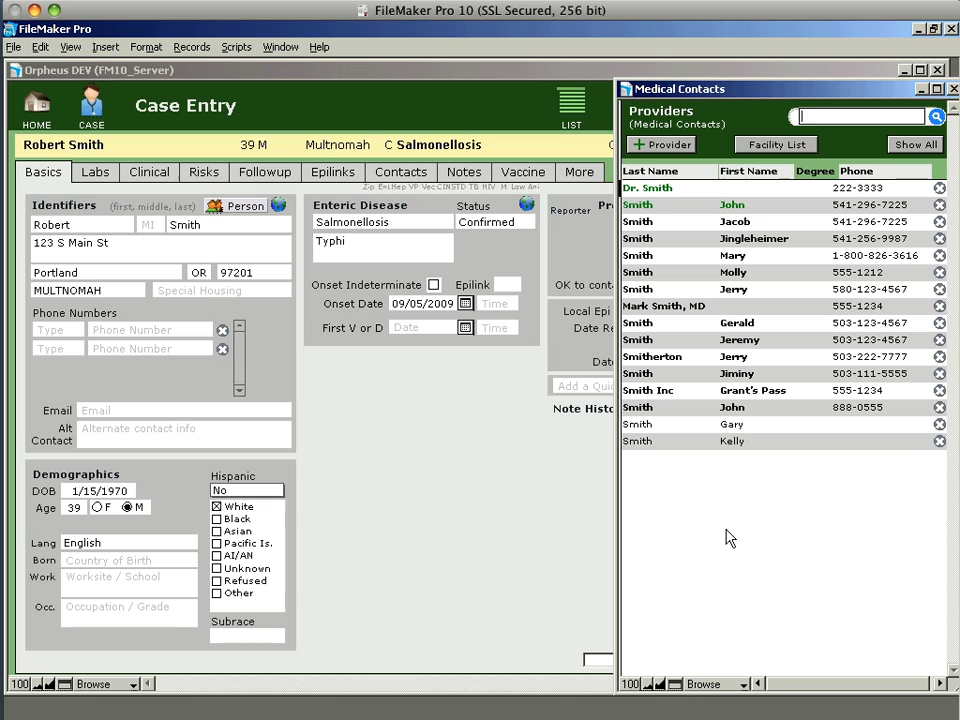 FileMaker Pro 10 (SSL Secured, 256 bit)
FileMaker Pro
File Edit View Insert Format Records Scripts Window Help
Orpheus DEV (FM10_Server)
HOME
CASE
Case Entry
LIST
Robert Smith 39 M Multnomah C Salmonellosis
Basics Labs Clinical Risks Followup Epilinks Contacts Notes Vaccine More
Identifiers (first, middle, last) Person
Robert MI Smith
123 S Main St
Portland OR 97201
MULTNOMAH Special Housing
Phone Numbers
Type Phone Number
Type Phone Number
Email Email
Alt Contact Alternate contact info
Demographics
DOB 1/15/1970
Age 39 F M
Lang English
Born Country of Birth
Work Worksite / School
Occ. Occupation / Grade
Hispanic
No
White
Black
Asian
Pacific Is.
AI/AN
Unknown
Refused
Other
Subrace
Enteric Disease Status
Salmonellosis Confirmed
Typhi
Onset Indeterminate Epilink
Onset Date 09/05/2009 Time
First V or D Date Time
Reporter
OK to
Local Epi
Add a
Note
100 Browse
Medical Contacts
Providers
(Medical Contacts)
+ Provider Facility List Show All
Last Name First Name Degree Phone
Dr. Smith 222-3333
Smith John 541-296-7225
Smith Jacob 541-296-7225
Smith Jingleheimer 541-256-9987
Smith Mary 1-800-826-3616
Smith Molly 555-1212
Smith Jerry 580-123-4567
Mark Smith, MD 555-1234
Smith Gerald 503-123-4567
Smith Jeremy 503-123-4567
Smitherton Jerry 503-222-7777
Smith Jiminy 503-111-5555
Smith Inc Grant's Pass 555-1234
Smith John 888-0555
Smith Gary
Smith Kelly
100 Browse